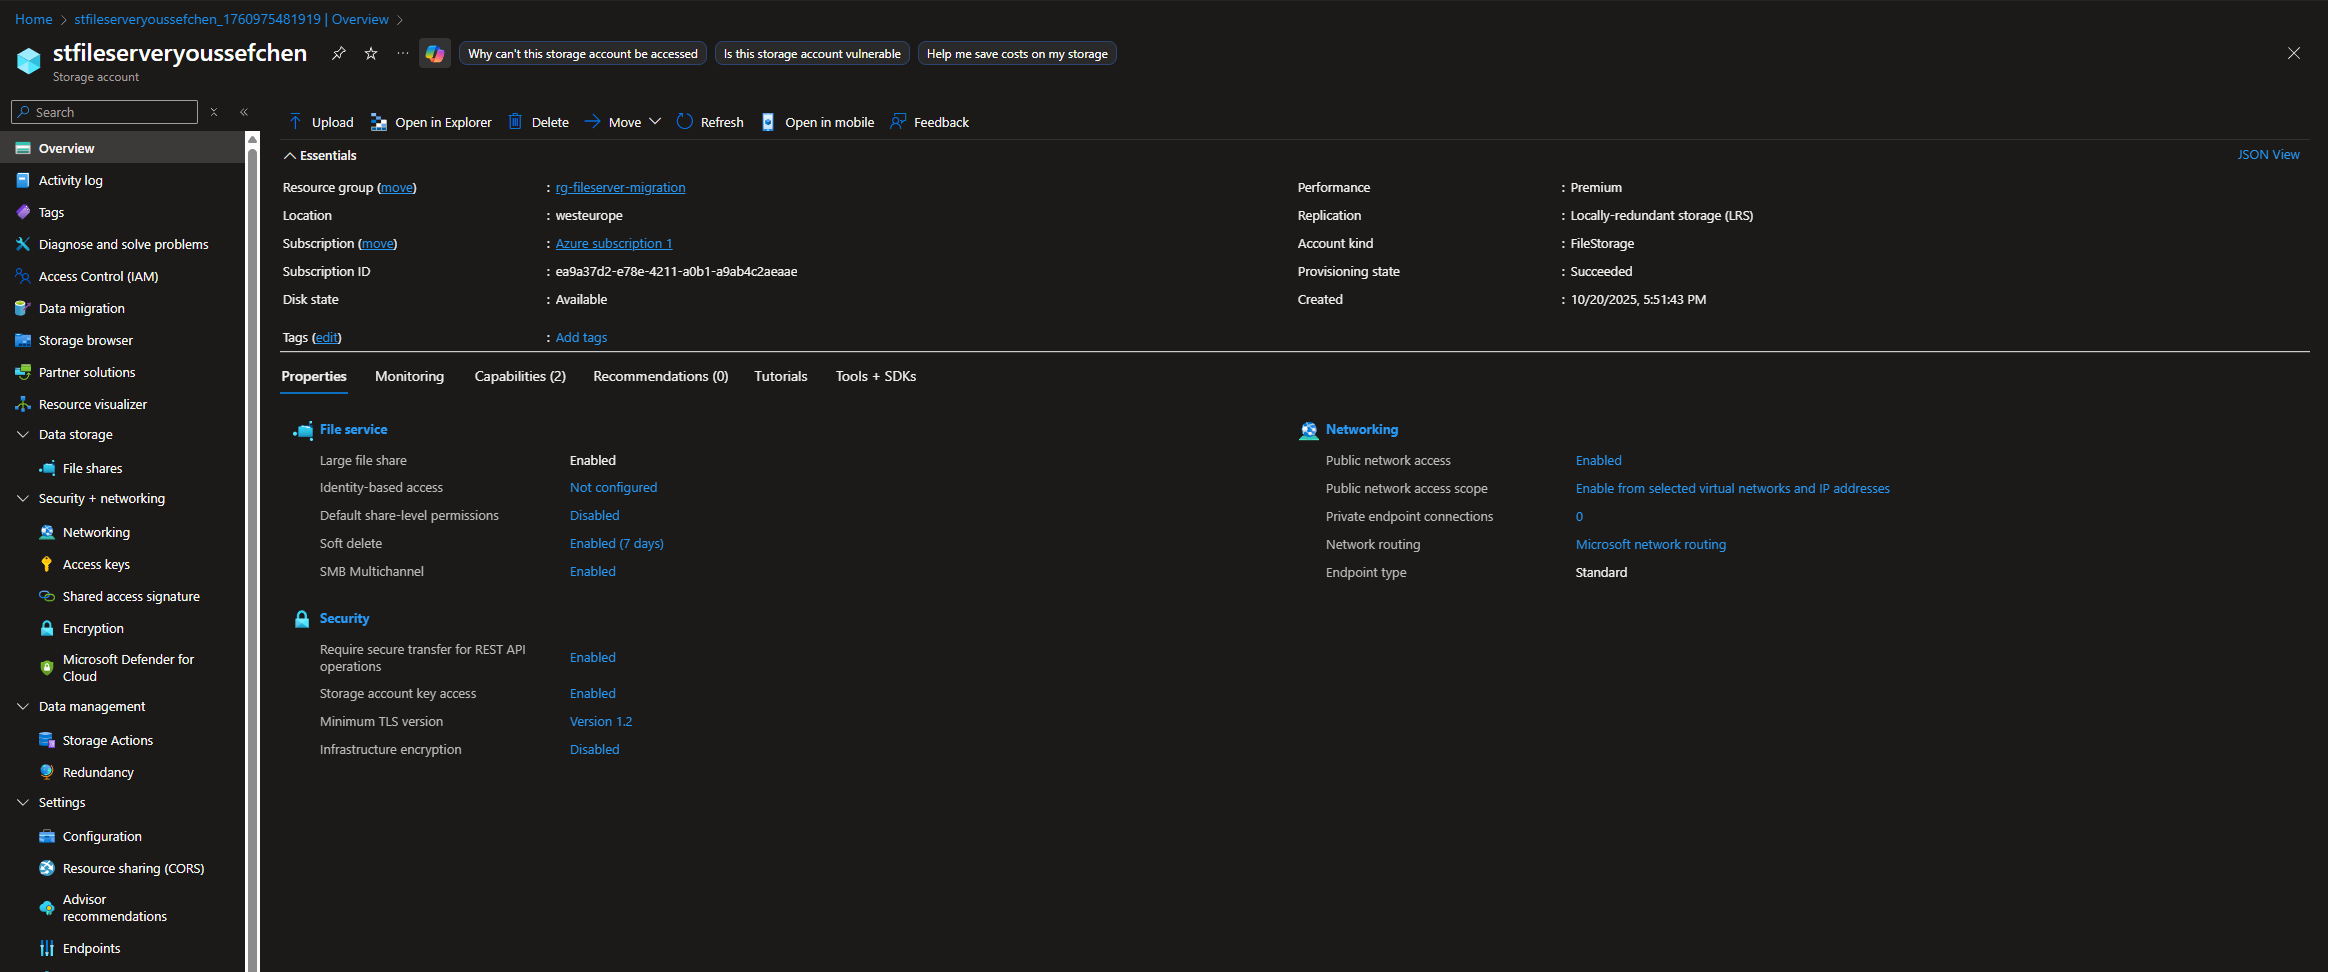 Home > stfileserveryoussefchen_1760975481919 | Overview >
stfileserveryoussefchen
Storage account
Why can't this storage account be accessed
Is this storage account vulnerable
Help me save costs on my storage
Search
Overview
Activity log
Tags
Diagnose and solve problems
Access Control (IAM)
Data migration
Storage browser
Partner solutions
Resource visualizer
Data storage
File shares
Security + networking
Networking
Access keys
Shared access signature
Encryption
Microsoft Defender for
Cloud
Data management
Storage Actions
Redundancy
Settings
Configuration
Resource sharing (CORS)
Advisor
recommendations
Endpoints
Upload Open in Explorer Delete Move Refresh Open in mobile Feedback
Essentials
JSON View
Resource group (move) : rg-fileserver-migration
Location : westeurope
Subscription (move) : Azure subscription 1
Subscription ID : ea9a37d2-e78e-4211-a0b1-a9ab4c2aeaae
Disk state : Available
Tags (edit) : Add tags
Performance : Premium
Replication : Locally-redundant storage (LRS)
Account kind : FileStorage
Provisioning state : Succeeded
Created : 10/20/2025, 5:51:43 PM
Properties Monitoring Capabilities (2) Recommendations (0) Tutorials Tools + SDKs
File service
Large file share Enabled
Identity-based access Not configured
Default share-level permissions Disabled
Soft delete Enabled (7 days)
SMB Multichannel Enabled
Security
Require secure transfer for REST API
operations Enabled
Storage account key access Enabled
Minimum TLS version Version 1.2
Infrastructure encryption Disabled
Networking
Public network access Enabled
Public network access scope Enable from selected virtual networks and IP addresses
Private endpoint connections 0
Network routing Microsoft network routing
Endpoint type Standard